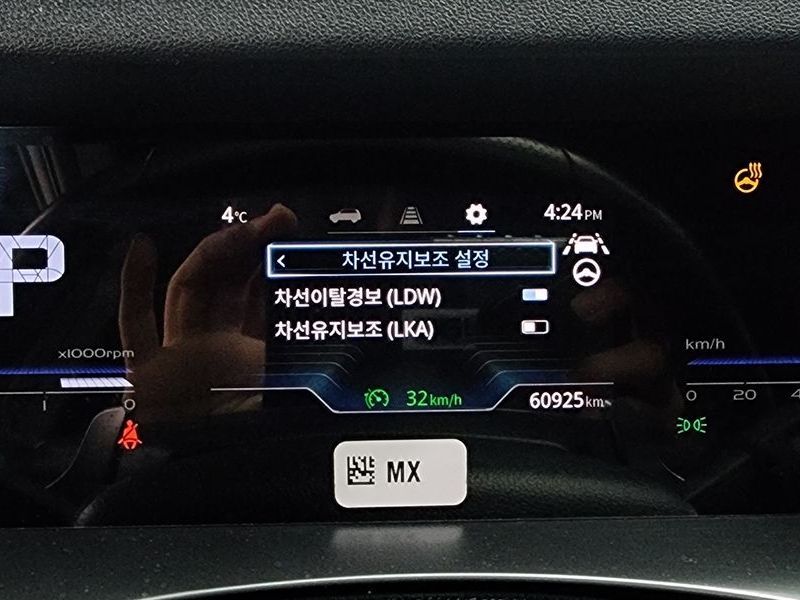 4℃
4:24PM
P
< 차선유지보조 설정
차선이탈경보 (LDW)
차선유지보조 (LKA)
x1000rpm
km/h
1 0
0 20 4
32km/h
60925km
MX